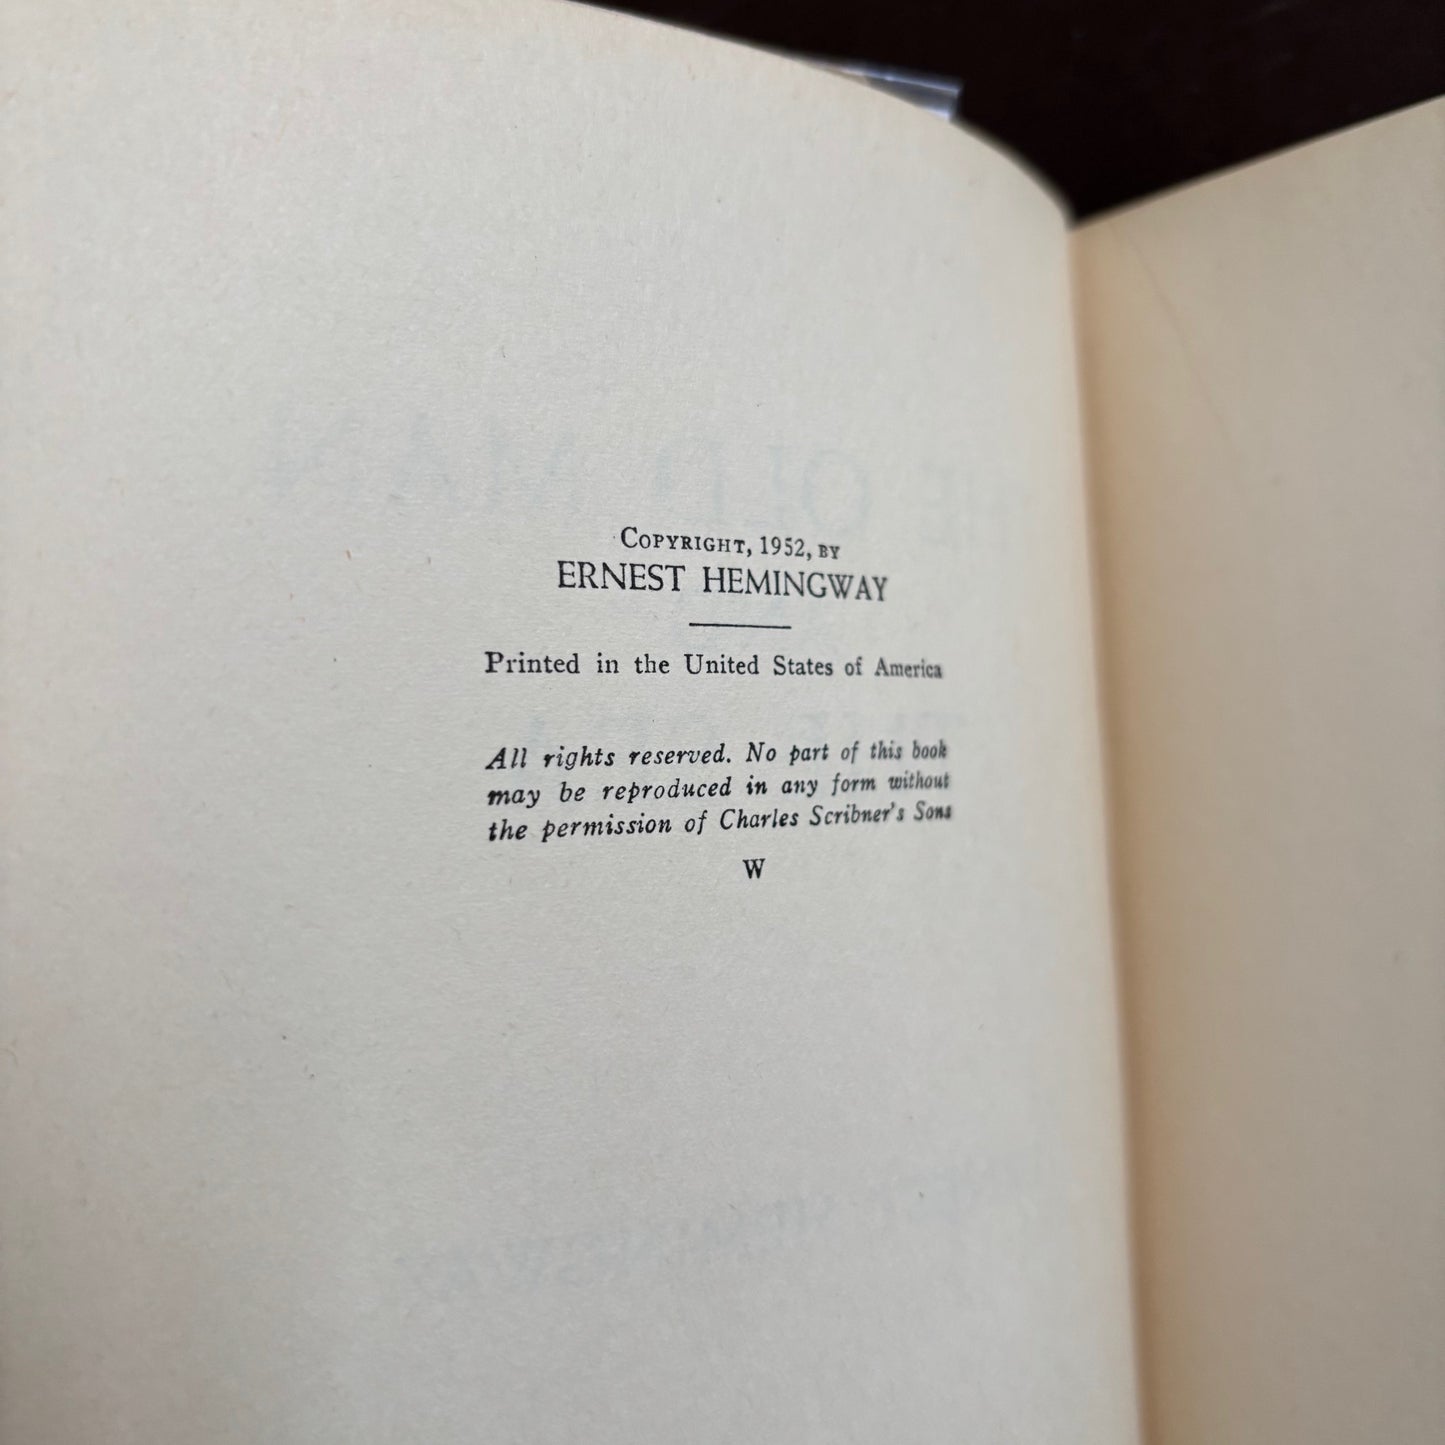 COPYRIGHT, 1952, BY
ERNEST HEMINGWAY
Printed in the United States of America
All rights reserved. No part of this book
may be reproduced in any form without
the permission of Charles Scribner's Sons
W